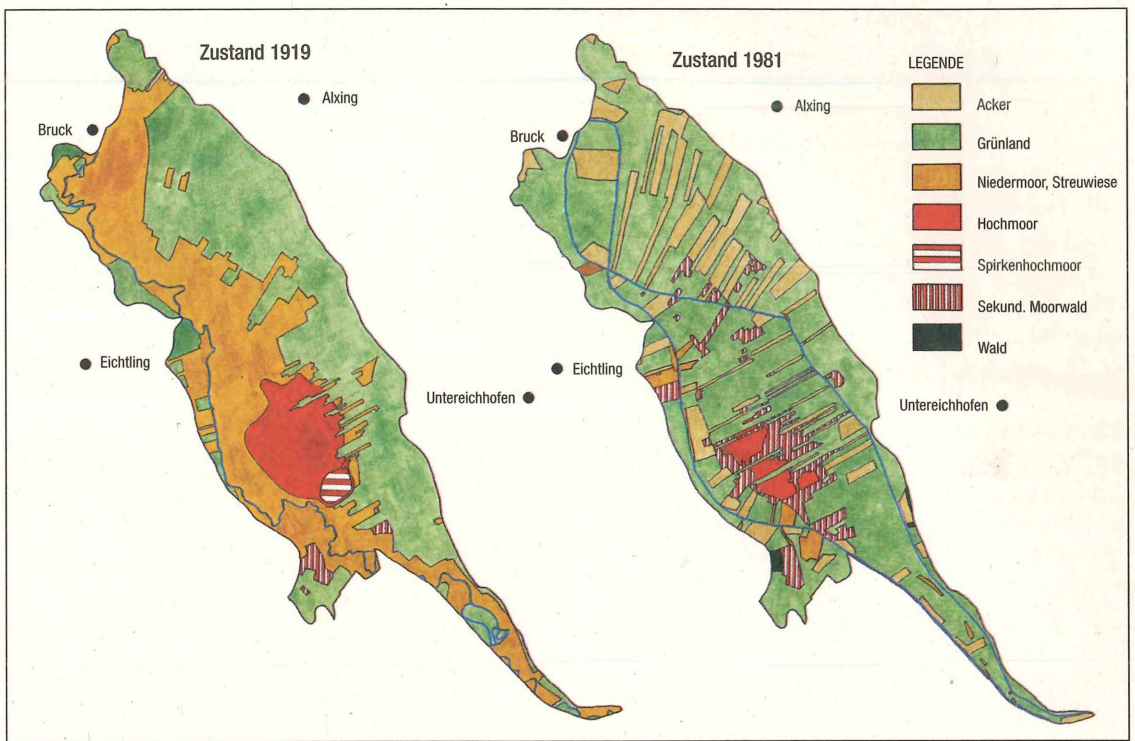 Zustand 1919
Alxing
Bruck
Eichtling
Untereichhofen
Zustand 1981
Alxing
Bruck
Eichtling
Untereichhofen
LEGENDE
Acker
Grünland
Niedermoor, Streuwiese
Hochmoor
Spirkenhochmoor
Sekund. Moorwald
Wald